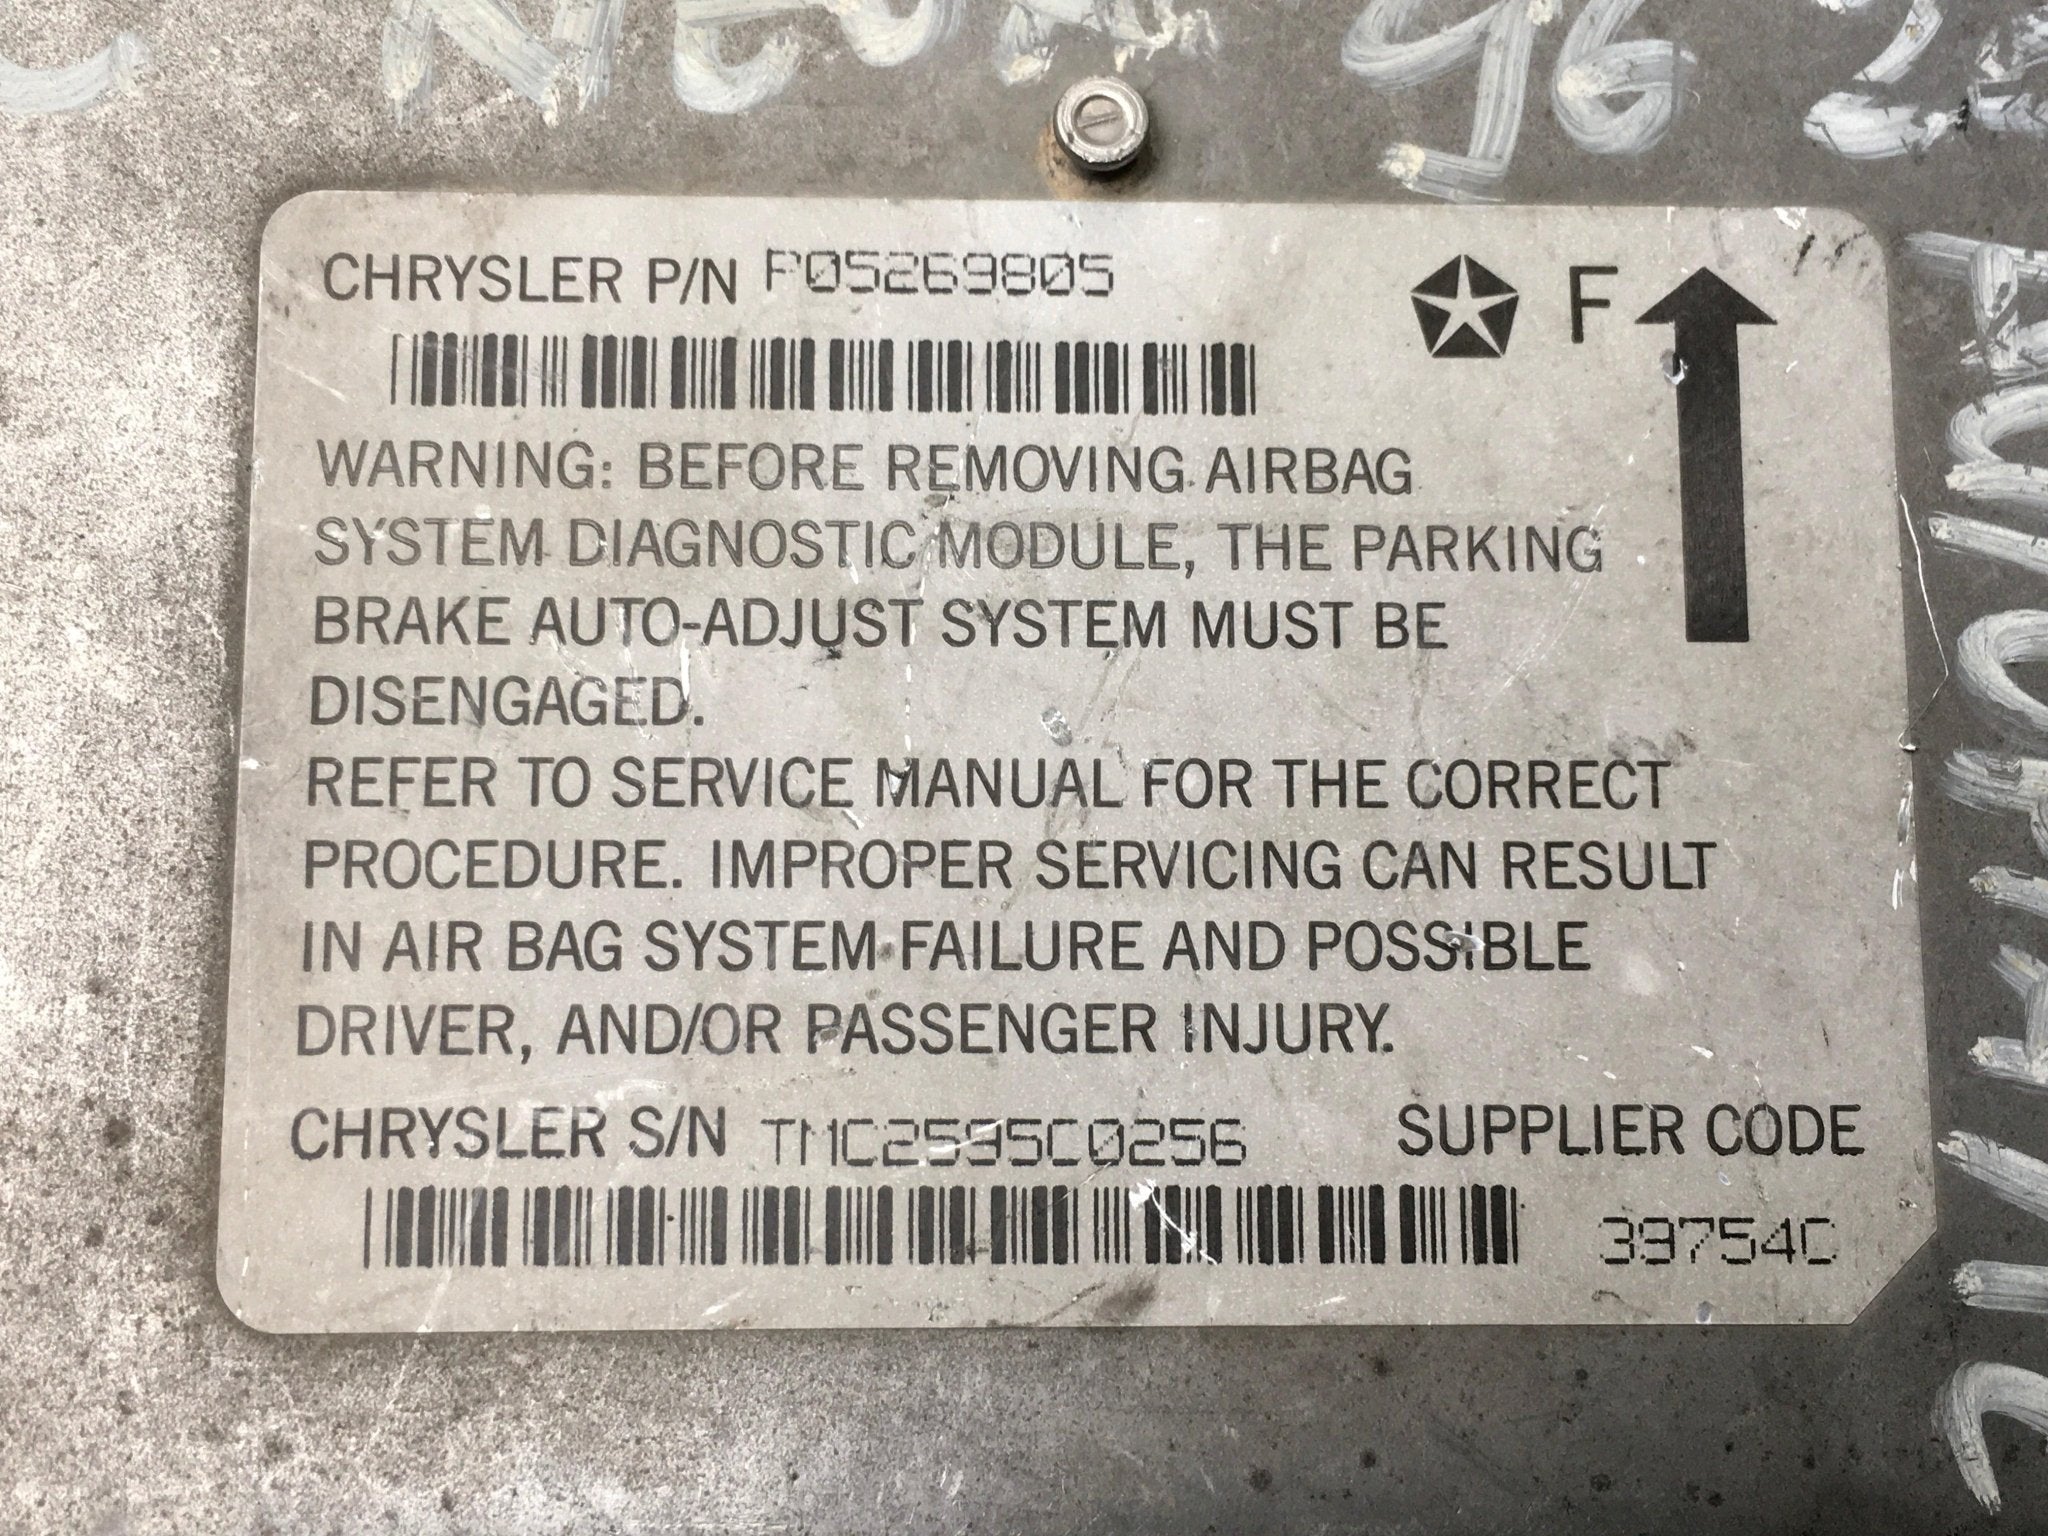 NEON 96
CHRYSLER P/N P05269805
F
WARNING: BEFORE REMOVING AIRBAG
SYSTEM DIAGNOSTIC MODULE, THE PARKING
BRAKE AUTO-ADJUST SYSTEM MUST BE
DISENGAGED.
REFER TO SERVICE MANUAL FOR THE CORRECT
PROCEDURE. IMPROPER SERVICING CAN RESULT
IN AIR BAG SYSTEM FAILURE AND POSSIBLE
DRIVER, AND/OR PASSENGER INJURY.
CHRYSLER S/N TMC2595C0256
SUPPLIER CODE
39754C